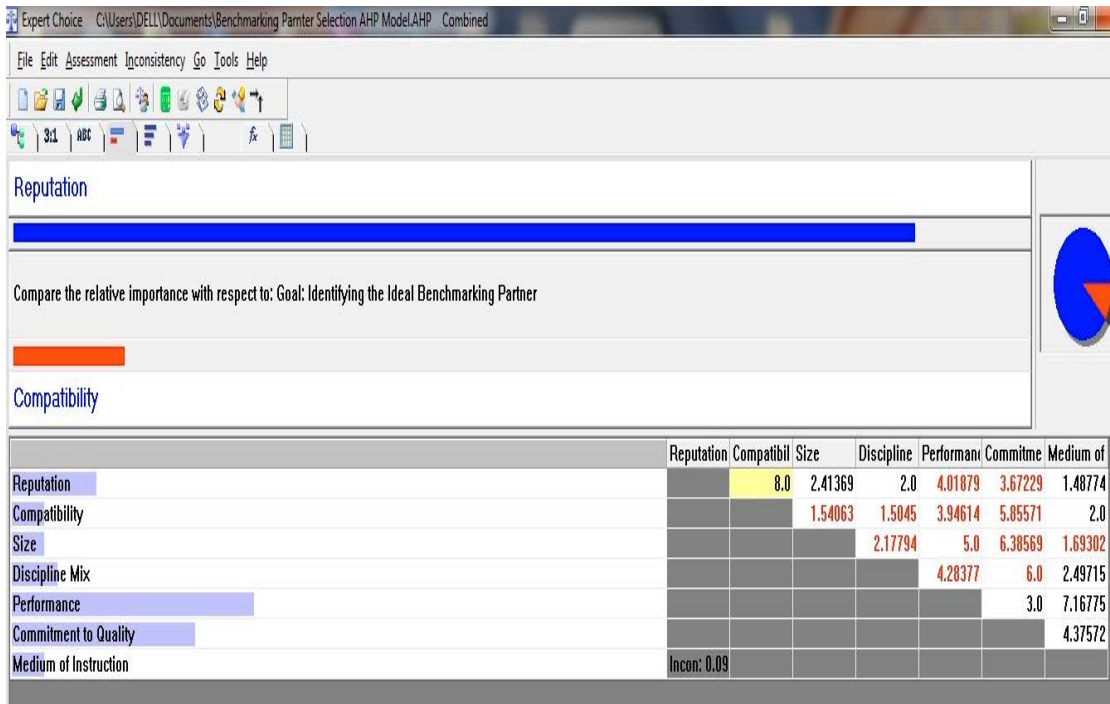 Expert Choice C:\Users\DELL\Documents\Benchmarking Parnter Selection AHP Model.AHP Combined
File Edit Assessment Inconsistency Go Tools Help
3:1 ABC fx
Reputation
Compare the relative importance with respect to: Goal: Identifying the Ideal Benchmarking Partner
Compatibility
Reputation Compatibil Size Discipline Performanc Commitme Medium of
Reputation 8.0 2.41369 2.0 4.01879 3.67229 1.48774
Compatibility 1.54063 1.5045 3.94614 5.85571 2.0
Size 2.17794 5.0 6.38569 1.69302
Discipline Mix 4.28377 6.0 2.49715
Performance 3.0 7.16775
Commitment to Quality 4.37572
Medium of Instruction Incon: 0.09